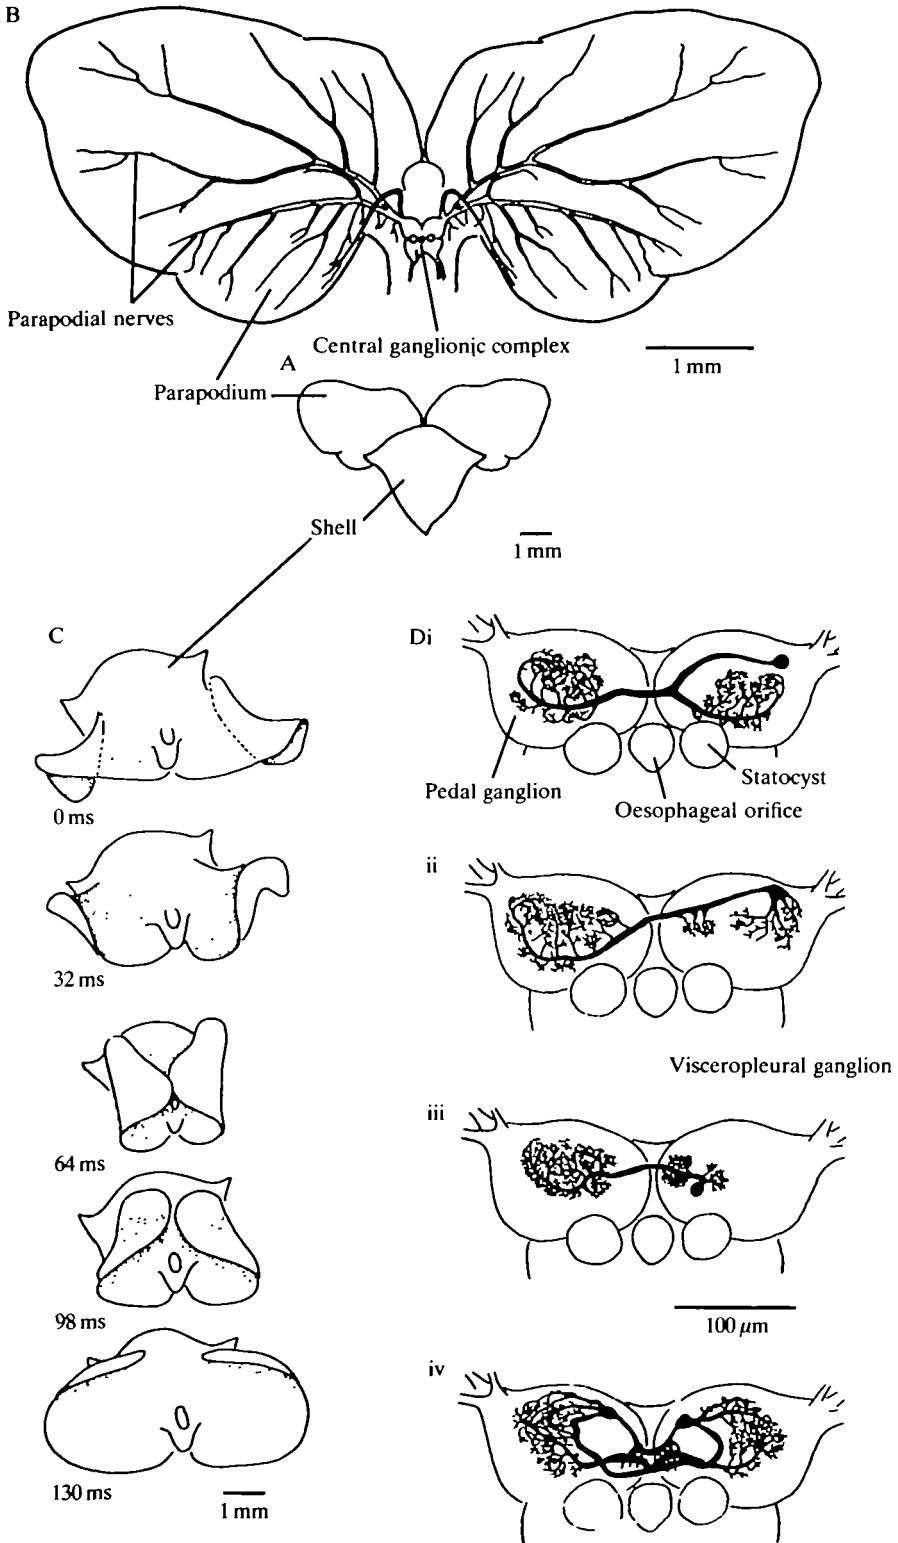 B
Parapodial nerves
Central ganglionic complex
1 mm
A
Parapodium
Shell
1 mm
C
0 ms
32 ms
64 ms
98 ms
130 ms
1 mm
Di
Statocyst
Pedal ganglion
Oesophageal orifice
ii
Visceropleural ganglion
iii
100 μm
iv